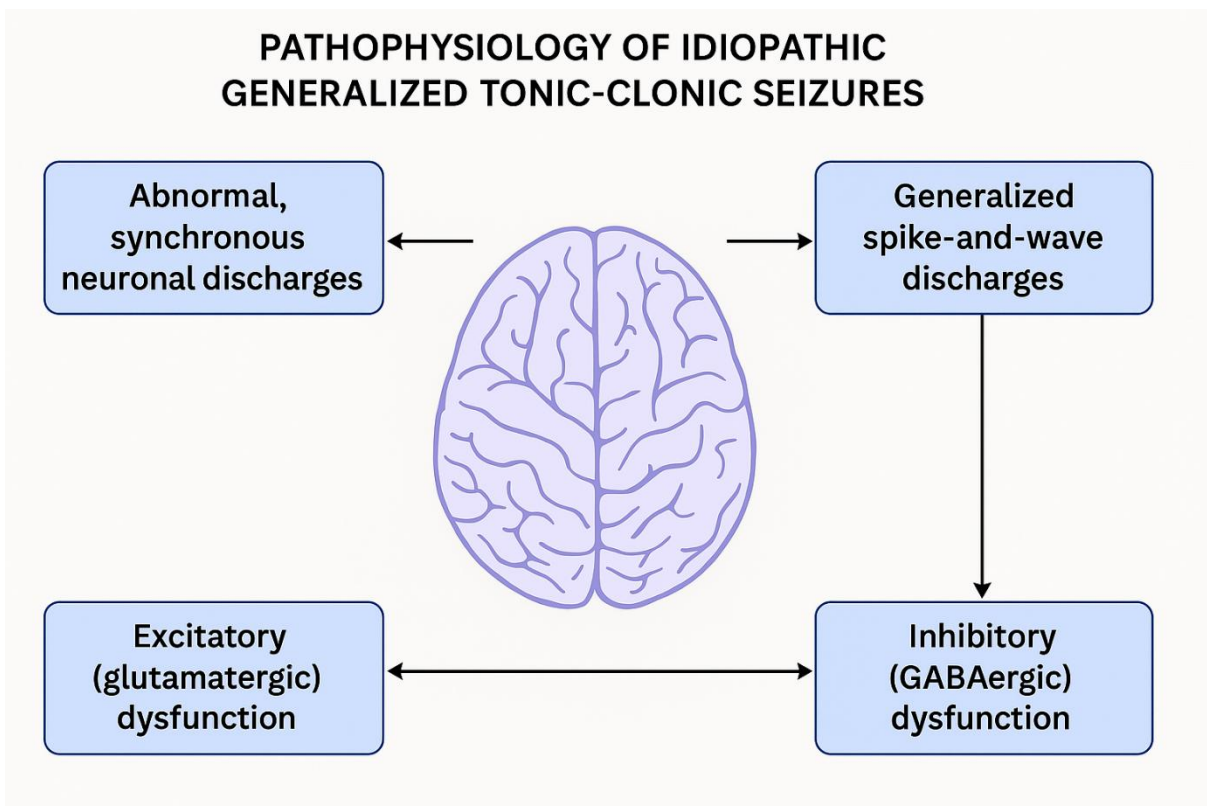 PATHOPHYSIOLOGY OF IDIOPATHIC
GENERALIZED TONIC-CLONIC SEIZURES
Abnormal,
synchronous
neuronal discharges
Generalized
spike-and-wave
discharges
Excitatory
(glutamatergic)
dysfunction
Inhibitory
(GABAergic)
dysfunction